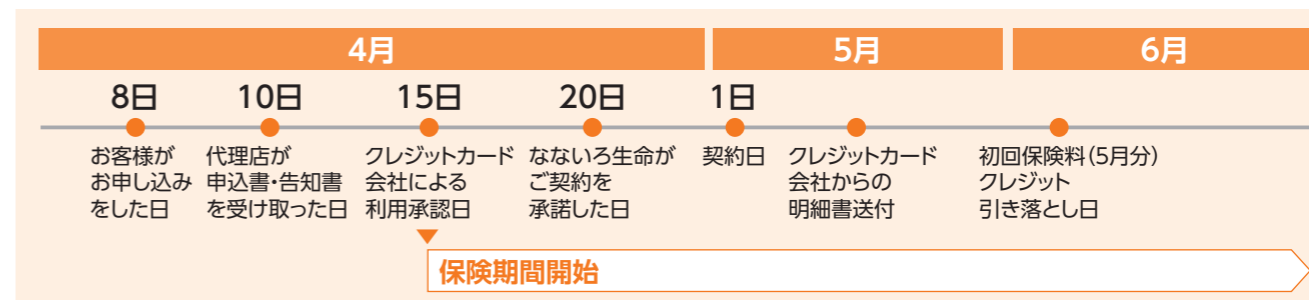 4月
5月
6月
8日
10日
15日
20日
1日
お客様が
お申し込み
をした日
代理店が
申込書・告知書
を受け取った日
クレジットカード
会社による
利用承認日
なないろ生命が
ご契約を
承諾した日
契約日
クレジットカード
会社からの
明細書送付
初回保険料(5月分)
クレジット
引き落とし日
保険期間開始